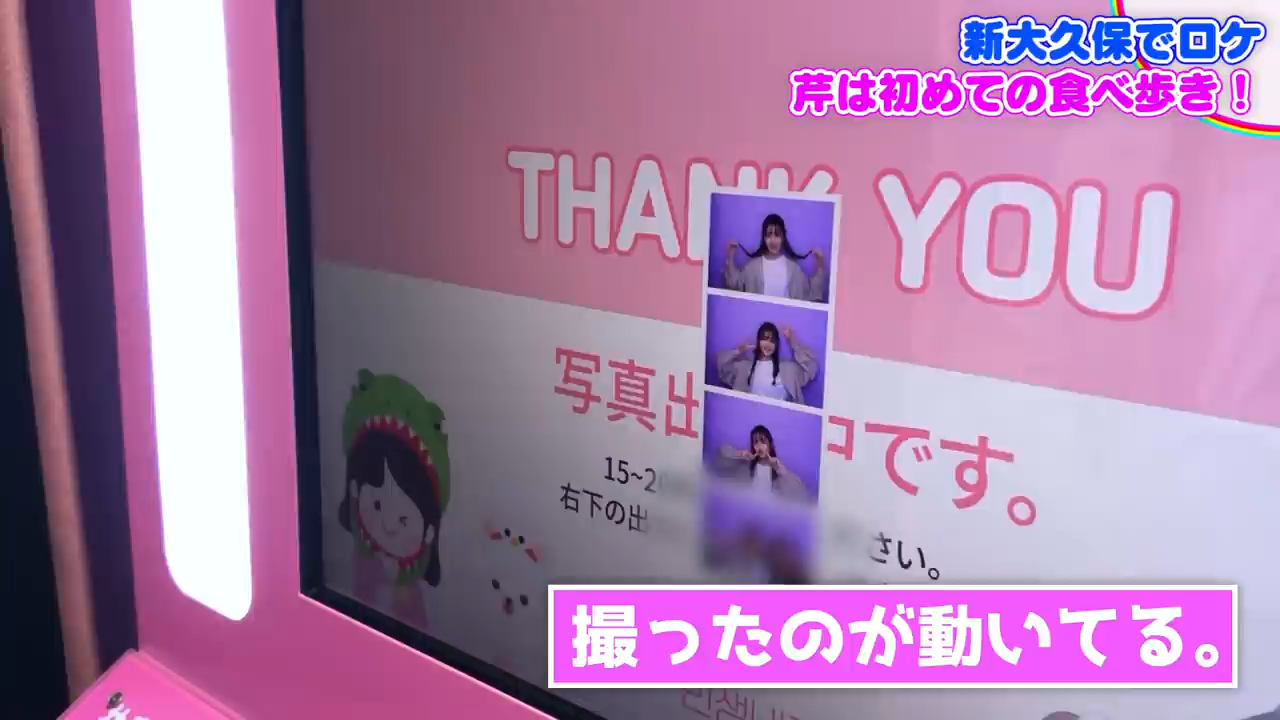 新大久保でロケ
芹は初めての食べ歩き！
THANK YOU
写真出 コです。
15~2
右下の出 さい。
撮ったのが動いてる。